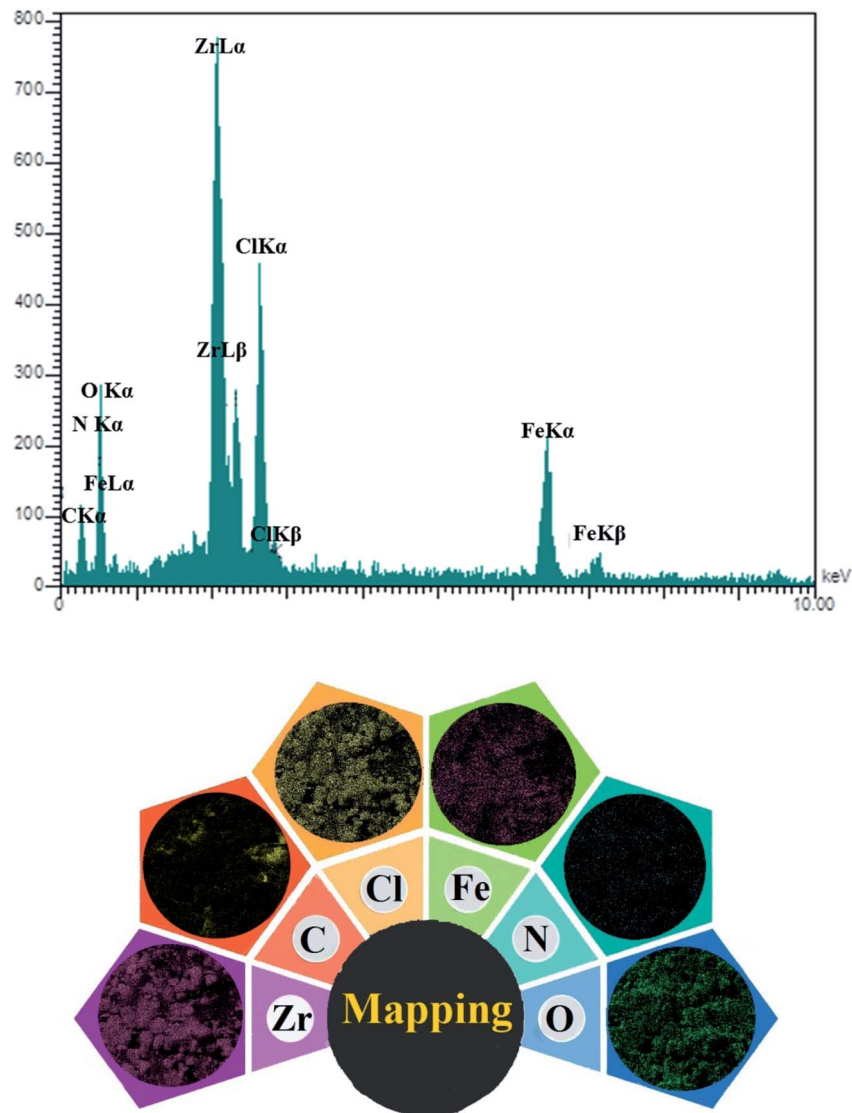 800
ZrLα
700
600
500
ClKα
400
ZrLβ
300
O Kα
N Kα
200
FeKα
FeLα
100
CKα
ClKβ
FeKβ
0
keV
0
10.00
Cl
Fe
C
N
Zr
Mapping
O